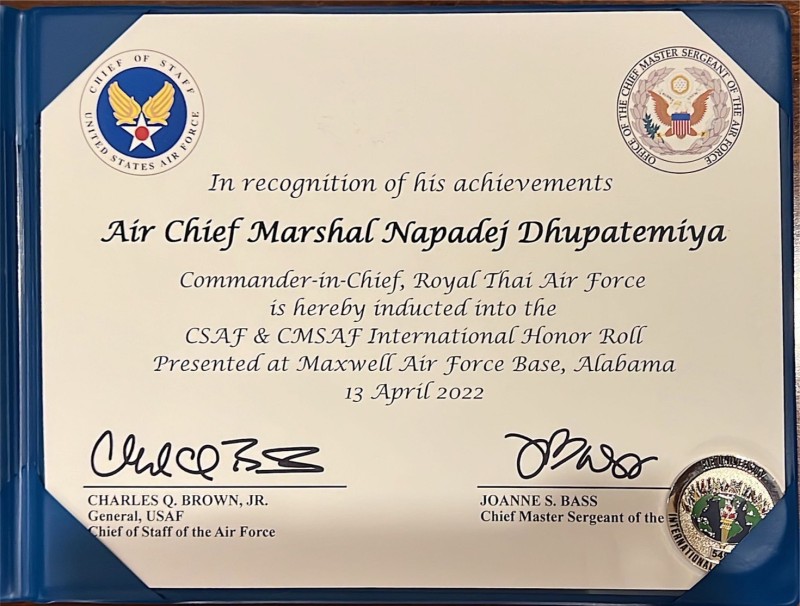 CHIEF OF STAFF
UNITED STATES AIR FORCE
OFFICE OF THE CHIEF MASTER SERGEANT OF THE AIR FORCE
In recognition of his achievements
Air Chief Marshal Napadej Dhupatemiya
Commander-in-Chief, Royal Thai Air Force
is hereby inducted into the
CSAF & CMSAF International Honor Roll
Presented at Maxwell Air Force Base, Alabama
13 April 2022
CHARLES Q. BROWN, JR.
General, USAF
Chief of Staff of the Air Force
JOANNE S. BASS
Chief Master Sergeant of the
INTERNATIONAL